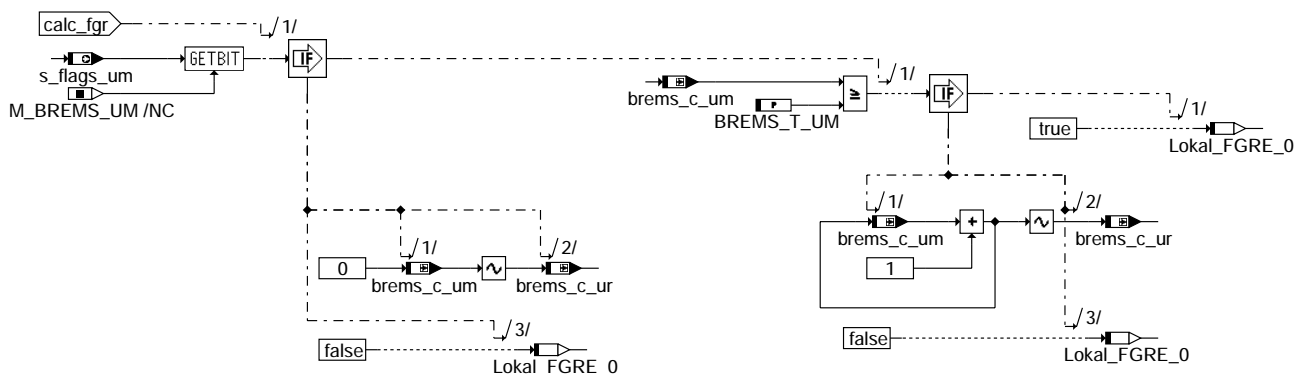 calc_fgr
/1/
s_flags_um
GETBIT
IF
M_BREMS_UM /NC
/1/
brems_c_um
BREMS_T_UM
P
≥
IF
/1/
true
Lokal_FGRE_0
/1/
/2/
0
brems_c_um
brems_c_ur
/3/
false
Lokal_FGRE_0
/1/
/2/
brems_c_um
+
brems_c_ur
1
/3/
false
Lokal_FGRE_0